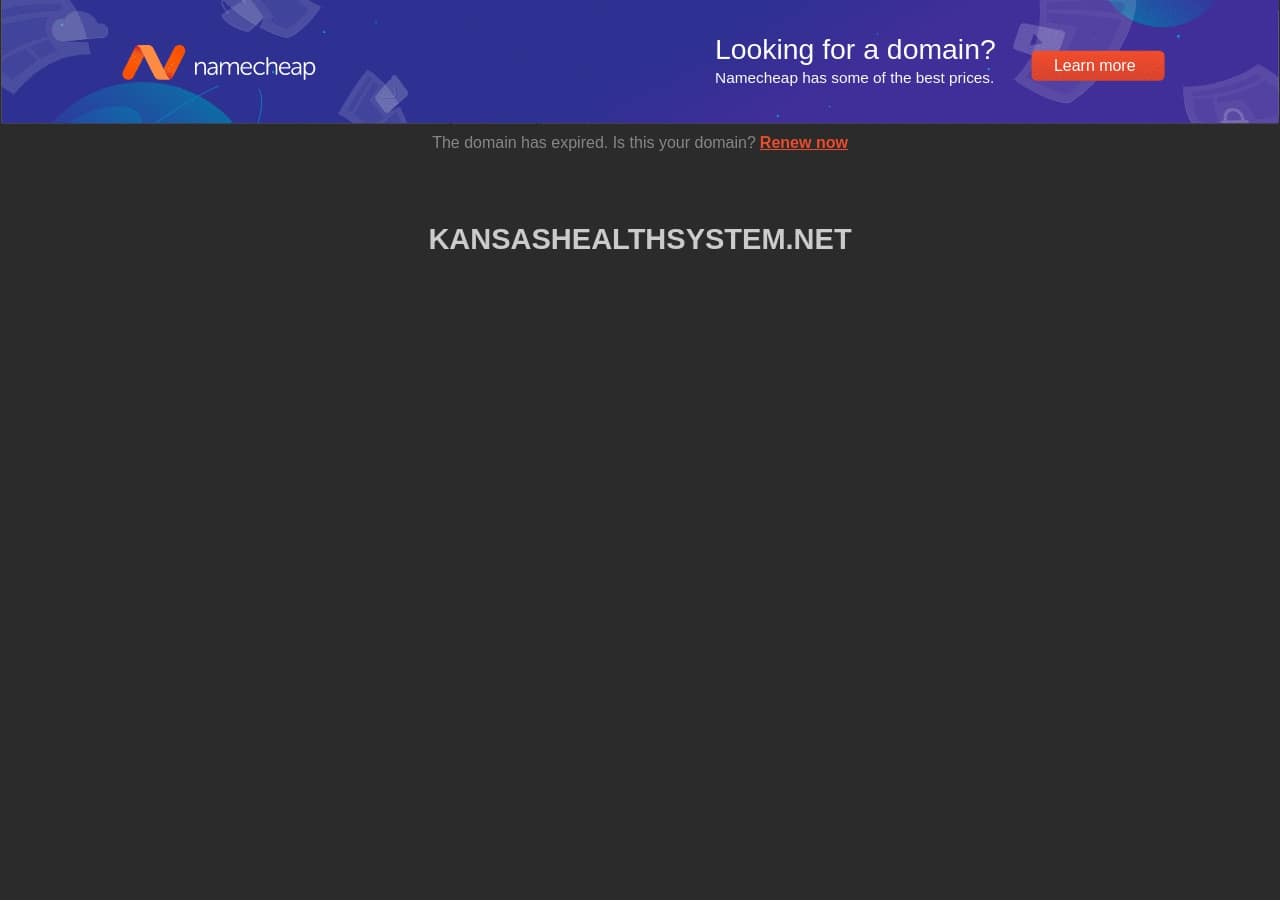 namecheap
Looking for a domain?
Namecheap has some of the best prices.
Learn more
The domain has expired. Is this your domain? Renew now
KANSASHEALTHSYSTEM.NET